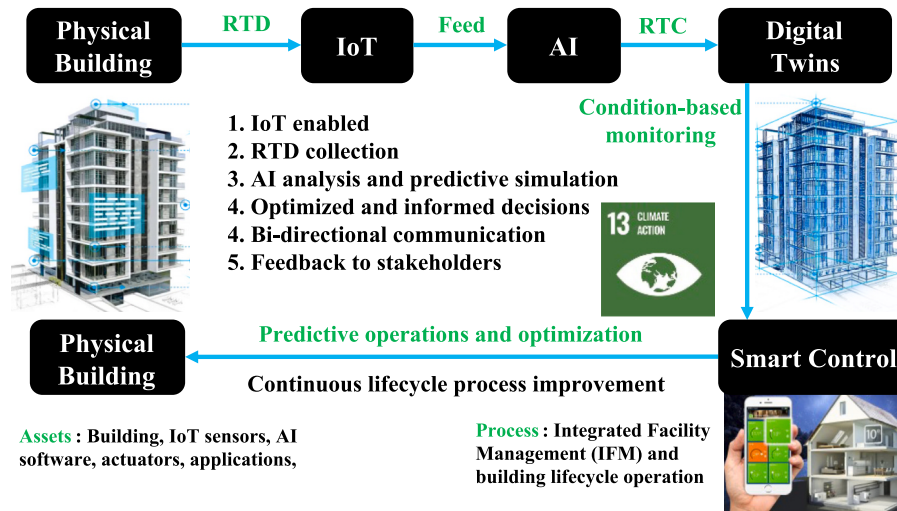 Physical
Building
RTD
IoT
Feed
AI
RTC
Digital
Twins
Condition-based
monitoring
1. IoT enabled
2. RTD collection
3. AI analysis and predictive simulation
4. Optimized and informed decisions
4. Bi-directional communication
5. Feedback to stakeholders
13 CLIMATE
ACTION
Physical
Building
Predictive operations and optimization
Continuous lifecycle process improvement
Smart Control
Assets : Building, IoT sensors, AI
software, actuators, applications,
Process : Integrated Facility
Management (IFM) and
building lifecycle operation
10°